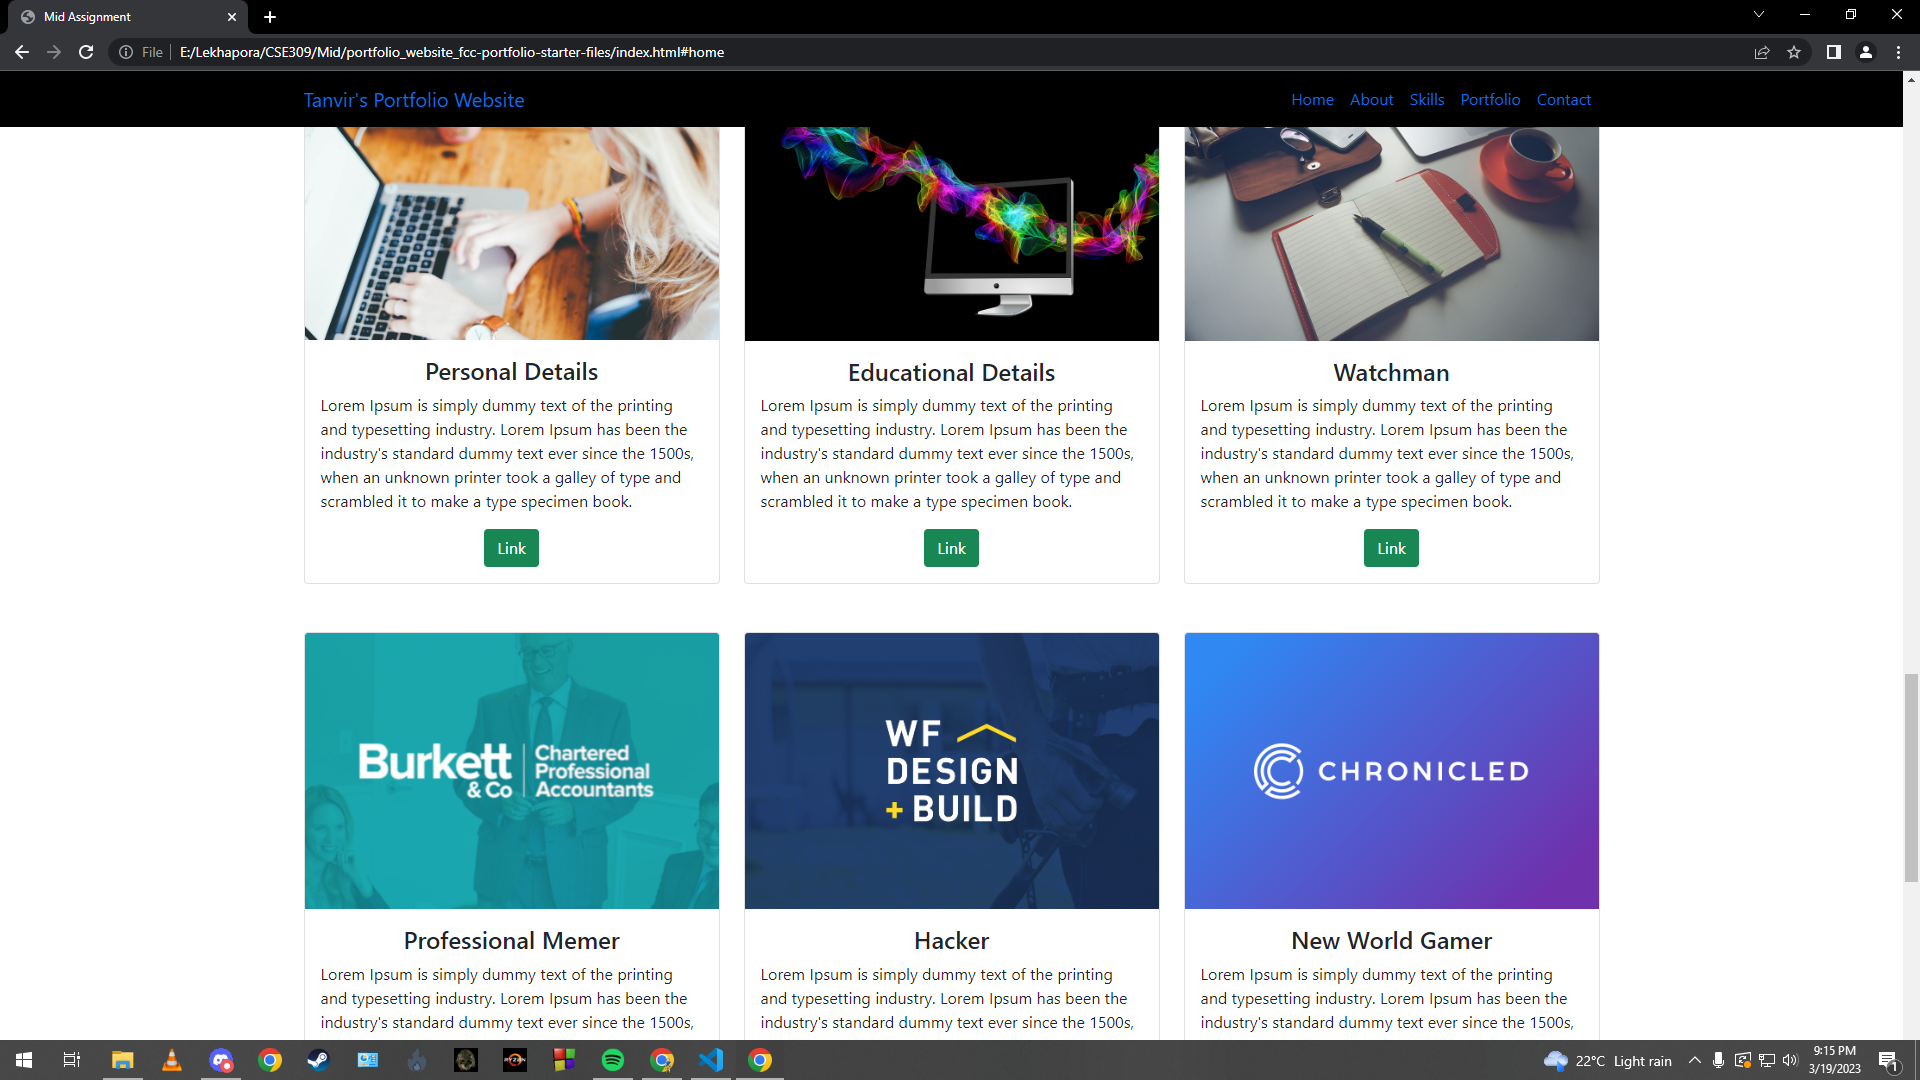 Mid Assignment
File
E:/Lekhapora/CSE309/Mid/portfolio_website_fcc-portfolio-starter-files/index.html#home
Tanvir's Portfolio Website
Home About Skills Portfolio Contact
Personal Details
Lorem Ipsum is simply dummy text of the printing
and typesetting industry. Lorem Ipsum has been the
industry's standard dummy text ever since the 1500s,
when an unknown printer took a galley of type and
scrambled it to make a type specimen book.
Link
Educational Details
Lorem Ipsum is simply dummy text of the printing
and typesetting industry. Lorem Ipsum has been the
industry's standard dummy text ever since the 1500s,
when an unknown printer took a galley of type and
scrambled it to make a type specimen book.
Link
Watchman
Lorem Ipsum is simply dummy text of the printing
and typesetting industry. Lorem Ipsum has been the
industry's standard dummy text ever since the 1500s,
when an unknown printer took a galley of type and
scrambled it to make a type specimen book.
Link
Burkett
& Co
Chartered
Professional
Accountants
Professional Memer
Lorem Ipsum is simply dummy text of the printing
and typesetting industry. Lorem Ipsum has been the
industry's standard dummy text ever since the 1500s,
WF
DESIGN
+ BUILD
Hacker
Lorem Ipsum is simply dummy text of the printing
and typesetting industry. Lorem Ipsum has been the
industry's standard dummy text ever since the 1500s,
CHRONICLED
New World Gamer
Lorem Ipsum is simply dummy text of the printing
and typesetting industry. Lorem Ipsum has been the
industry's standard dummy text ever since the 1500s,
RYZEN
22°C Light rain
9:15 PM
3/19/2023
1